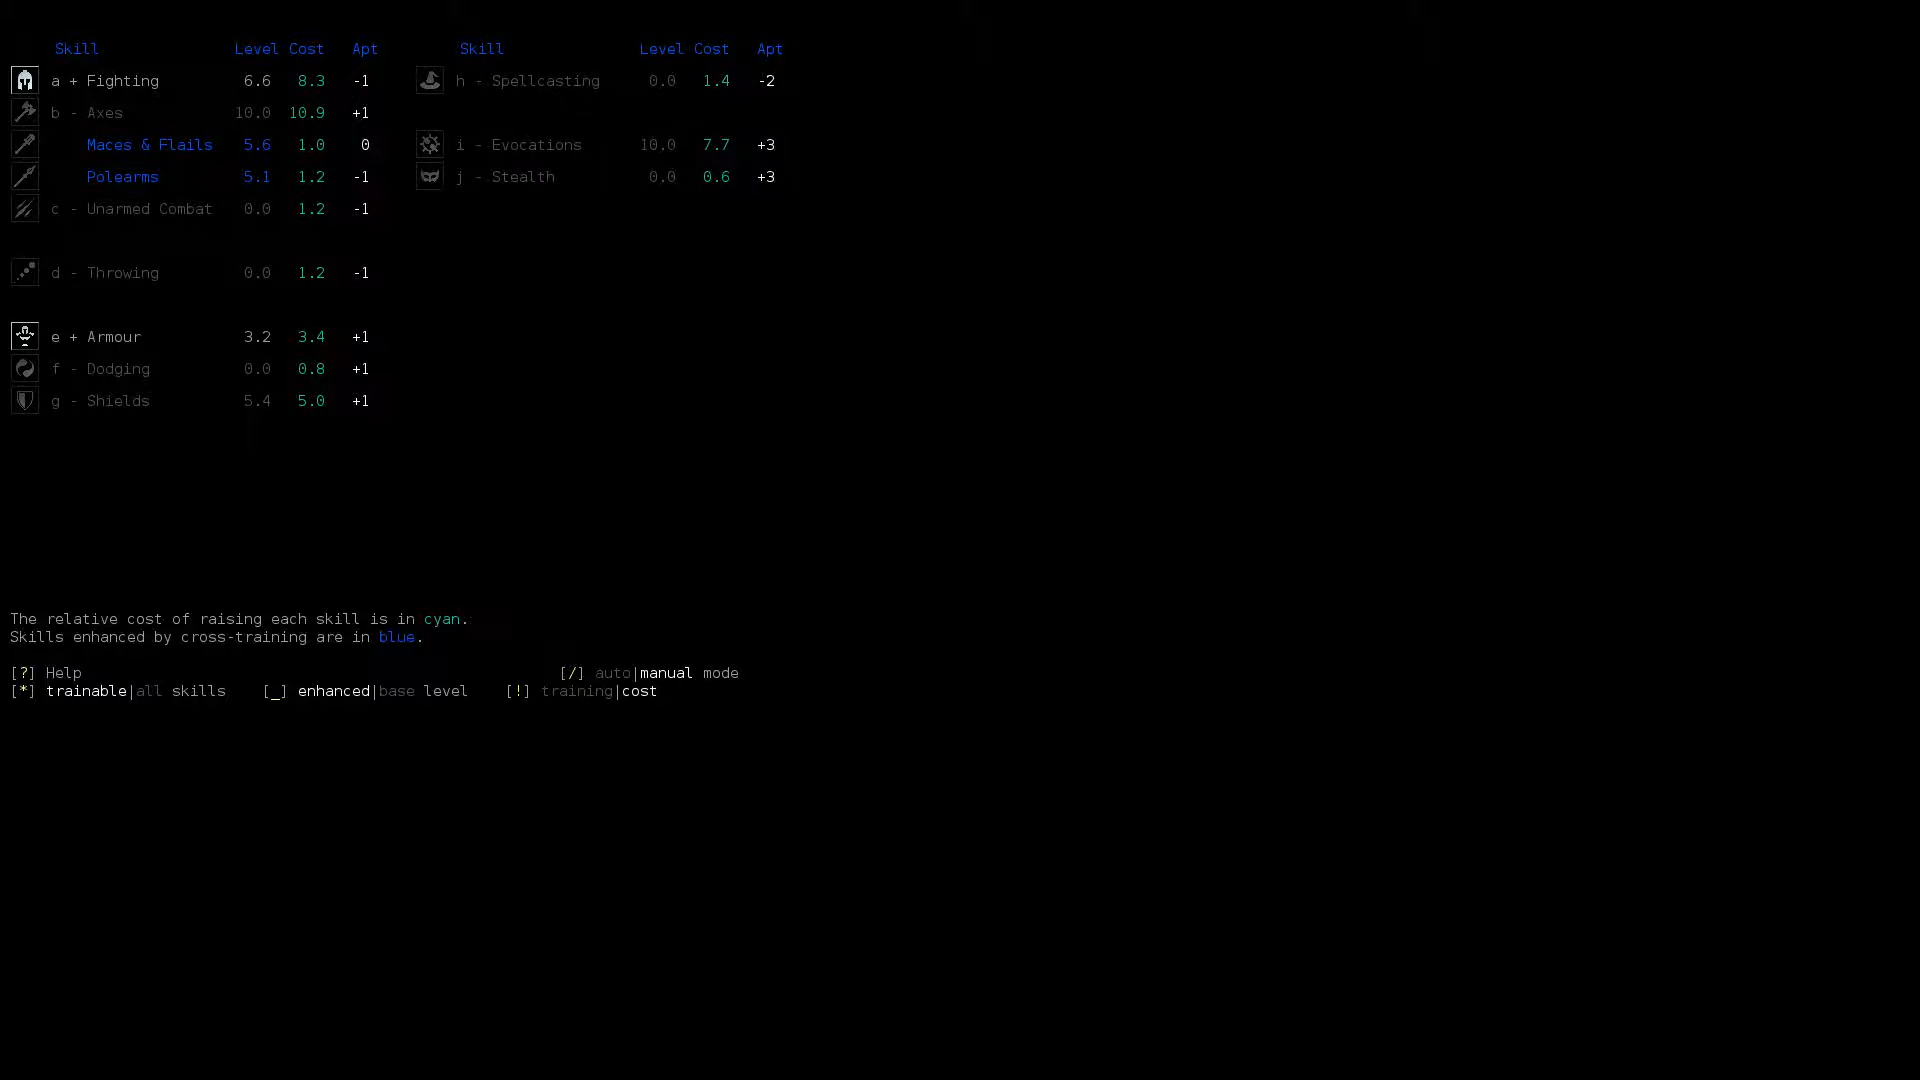 Skill Level Cost Apt Skill Level Cost Apt
a + Fighting 6.6 8.3 -1 h - Spellcasting 0.0 1.4 -2
b - Axes 10.0 10.9 +1
Maces & Flails 5.6 1.0 0 i - Evocations 10.0 7.7 +3
Polearms 5.1 1.2 -1 j - Stealth 0.0 0.6 +3
c - Unarmed Combat 0.0 1.2 -1
d - Throwing 0.0 1.2 -1
e + Armour 3.2 3.4 +1
f - Dodging 0.0 0.8 +1
g - Shields 5.4 5.0 +1
The relative cost of raising each skill is in cyan.
Skills enhanced by cross-training are in blue.
[?] Help [/] auto|manual mode
[*] trainable|all skills [_] enhanced|base level [!] training|cost